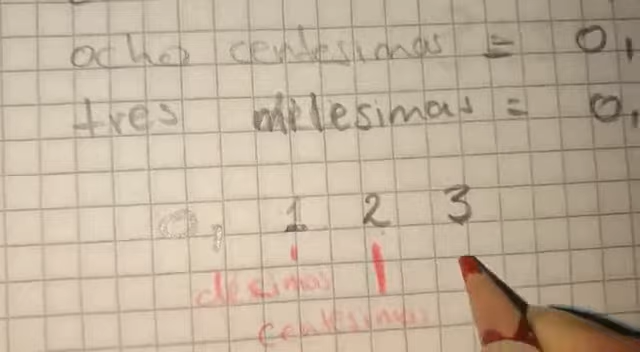 ocho centesimas = 0,
tres milesimas = 0,
0, 1 2 3
decimas
centesimas